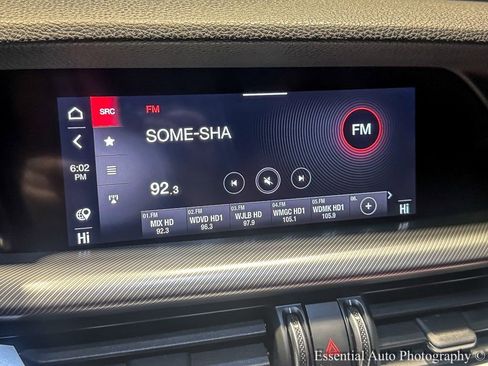 SRC
FM
SOME-SHA
FM
6:02
PM
92.3
01.FM
MIX HD
92.3
02.FM
WDVD HD1
96.3
03.FM
WJLB HD
97.9
04.FM
WMGC HD1
105.1
05.FM
WDMK HD1
105.9
06.
Hi
Hi
Essential Auto Photography©